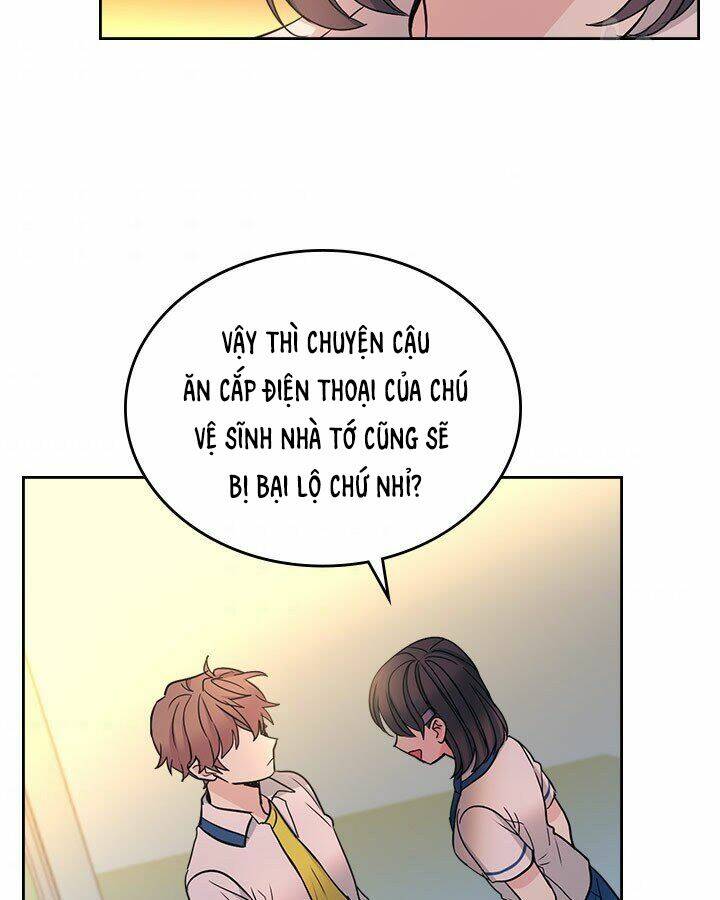 VẬY THÌ CHUYỆN CẬU
ĂN CẮP ĐIỆN THOẠI CỦA CHÚ
VỆ SĨNH NHÀ TỚ CŨNG SẼ
BỊ BẠI LỘ CHỨ NHỈ?